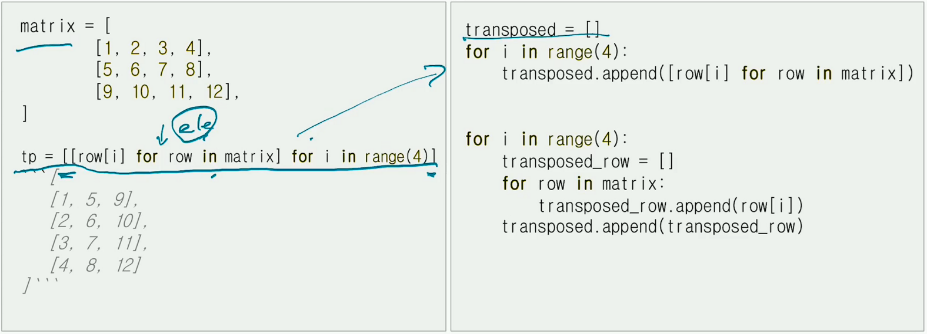 matrix = [
[1, 2, 3, 4],
[5, 6, 7, 8],
[9, 10, 11, 12],
]
ele
tp = [[row[i] for row in matrix] for i in range(4)]
```[
[1, 5, 9],
[2, 6, 10],
[3, 7, 11],
[4, 8, 12]
]```
transposed = []
for i in range(4):
transposed.append([row[i] for row in matrix])
for i in range(4):
transposed_row = []
for row in matrix:
transposed_row.append(row[i])
transposed.append(transposed_row)